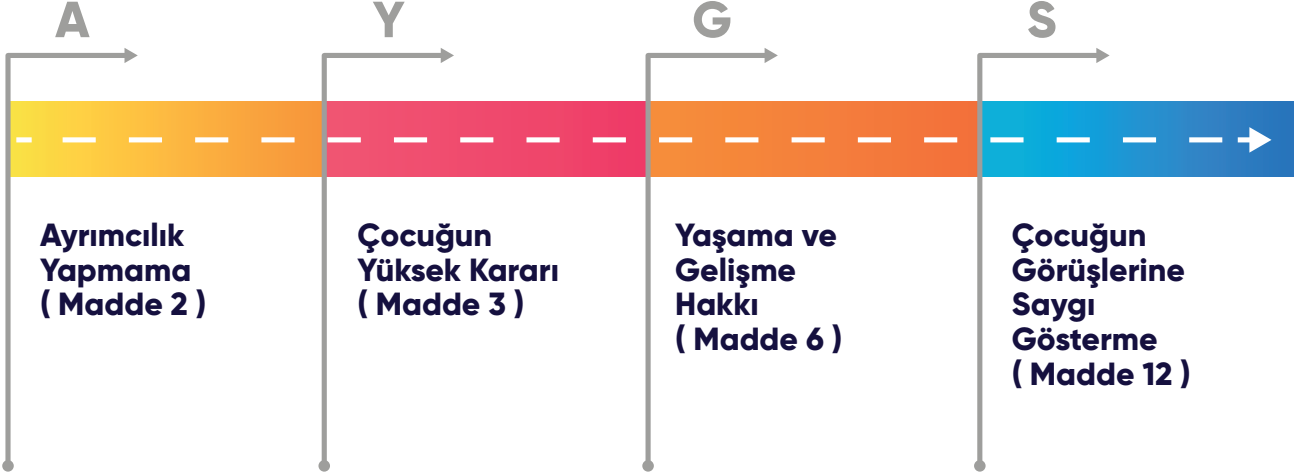 A
Y
G
S
Ayrımcılık
Yapmama
( Madde 2 )
Çocuğun
Yüksek Kararı
( Madde 3 )
Yaşama ve
Gelişme
Hakkı
( Madde 6 )
Çocuğun
Görüşlerine
Saygı
Gösterme
( Madde 12 )